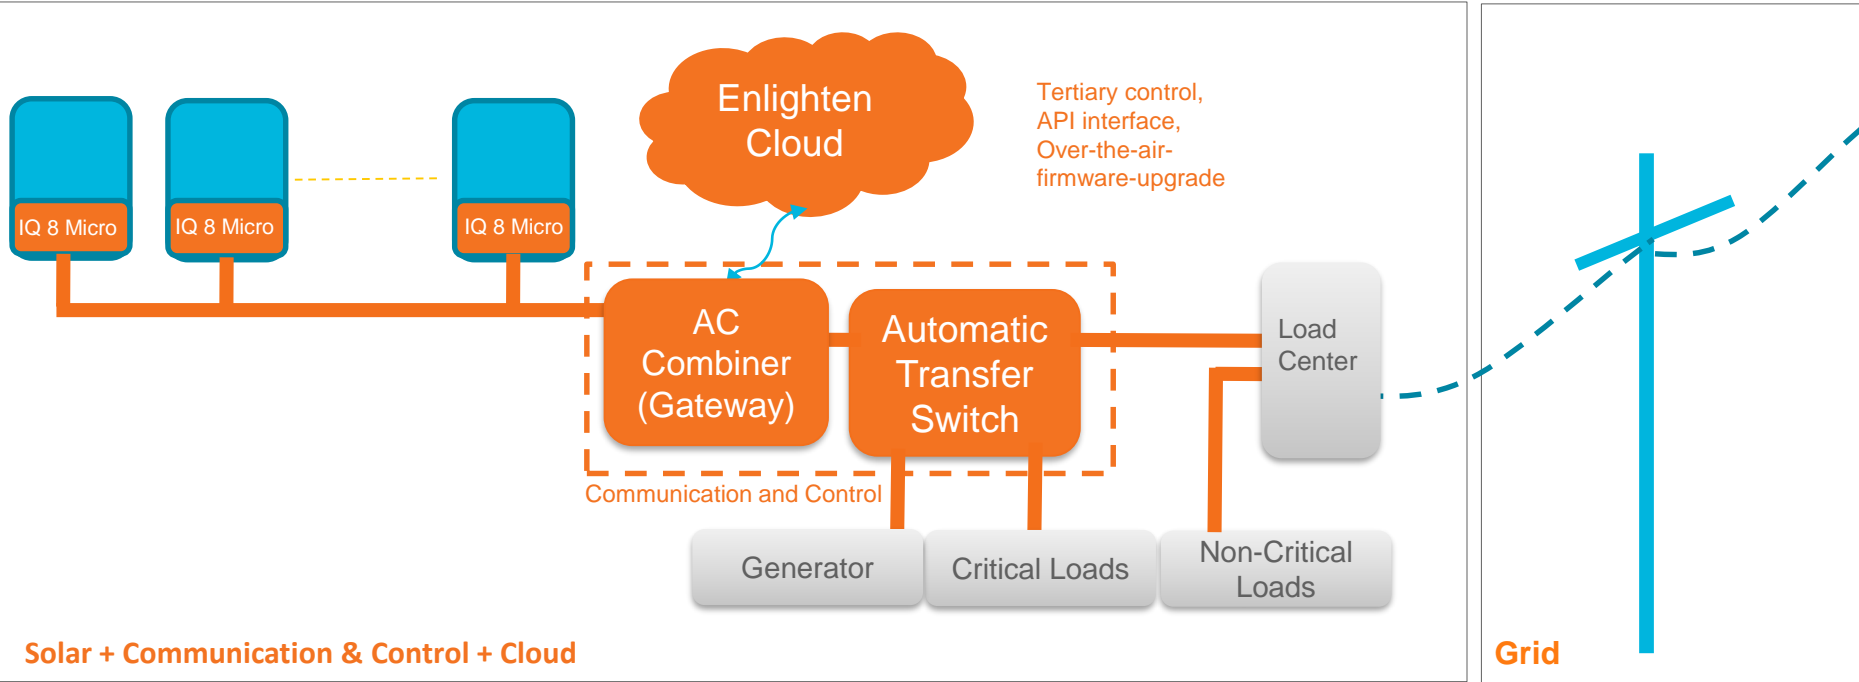 Enlighten
Cloud
Tertiary control,
API interface,
Over-the-air-
firmware-upgrade
IQ 8 Micro
IQ 8 Micro
IQ 8 Micro
AC
Combiner
(Gateway)
Automatic
Transfer
Switch
Load
Center
Communication and Control
Generator
Critical Loads
Non-Critical
Loads
Solar + Communication & Control + Cloud
Grid